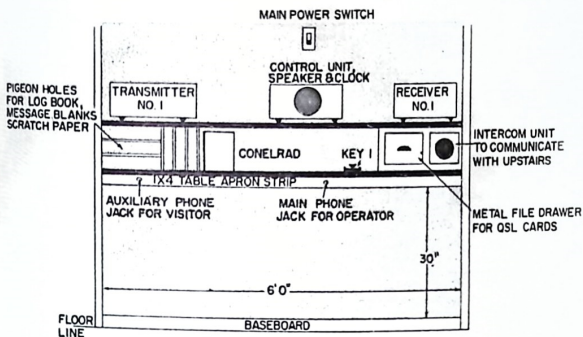 MAIN POWER SWITCH
CONTROL UNIT,
SPEAKER & CLOCK
TRANSMITTER
NO. 1
RECEIVER
NO. 1
PIGEON HOLES
FOR LOG BOOK,
MESSAGE BLANKS
SCRATCH PAPER
CONELRAD
KEY 1
INTERCOM UNIT
TO COMMUNICATE
WITH UPSTAIRS
1X4 TABLE APRON STRIP
AUXILIARY PHONE
JACK FOR VISITOR
MAIN PHONE
JACK FOR OPERATOR
METAL FILE DRAWER
FOR QSL CARDS
30"
6'0"
FLOOR
LINE
BASEBOARD